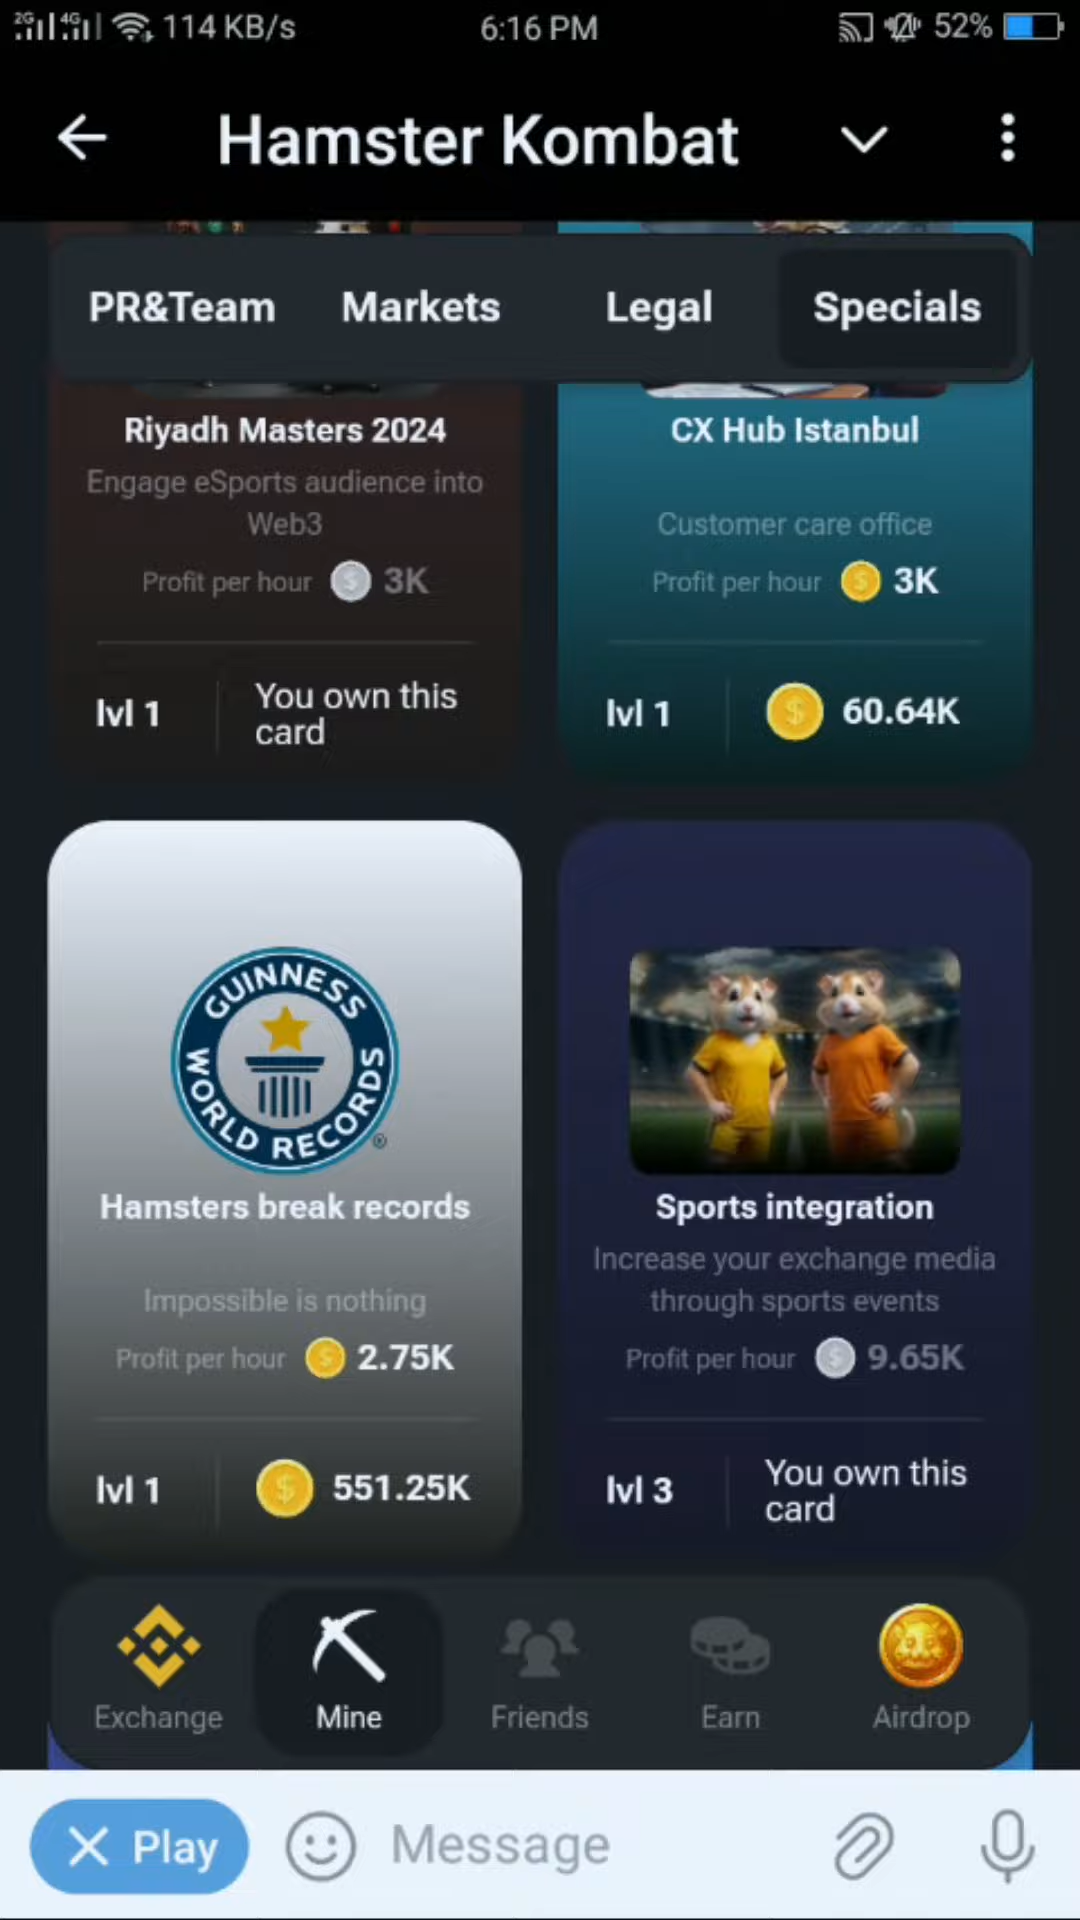 2G 4G 114 KB/s 6:16 PM 52%
Hamster Kombat
PR&Team Markets Legal Specials
Riyadh Masters 2024
Engage eSports audience into
Web3
Profit per hour 3K
lvl 1
You own this
card
CX Hub Istanbul
Customer care office
Profit per hour 3K
lvl 1 60.64K
GUINNESS
WORLD RECORDS
®
Hamsters break records
Impossible is nothing
Profit per hour 2.75K
lvl 1 551.25K
Sports integration
Increase your exchange media
through sports events
Profit per hour 9.65K
lvl 3
You own this
card
Exchange Mine Friends Earn Airdrop
Play Message